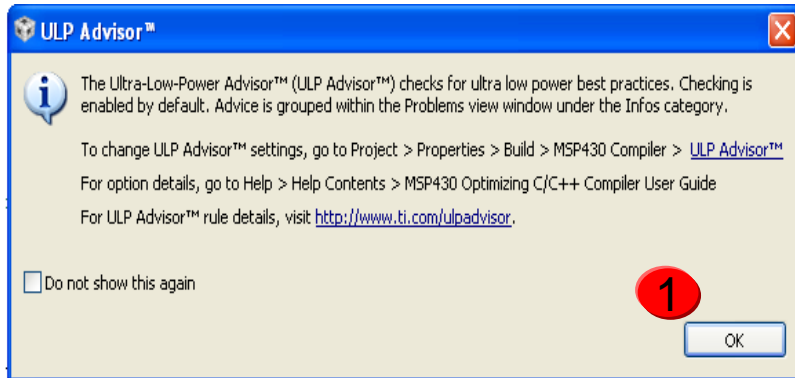 ULP Advisor™
The Ultra-Low-Power Advisor™ (ULP Advisor™) checks for ultra low power best practices. Checking is
enabled by default. Advice is grouped within the Problems view window under the Infos category.
To change ULP Advisor™ settings, go to Project > Properties > Build > MSP430 Compiler > ULP Advisor™
For option details, go to Help > Help Contents > MSP430 Optimizing C/C++ Compiler User Guide
For ULP Advisor™ rule details, visit http://www.ti.com/ulpadvisor.
Do not show this again
1
OK